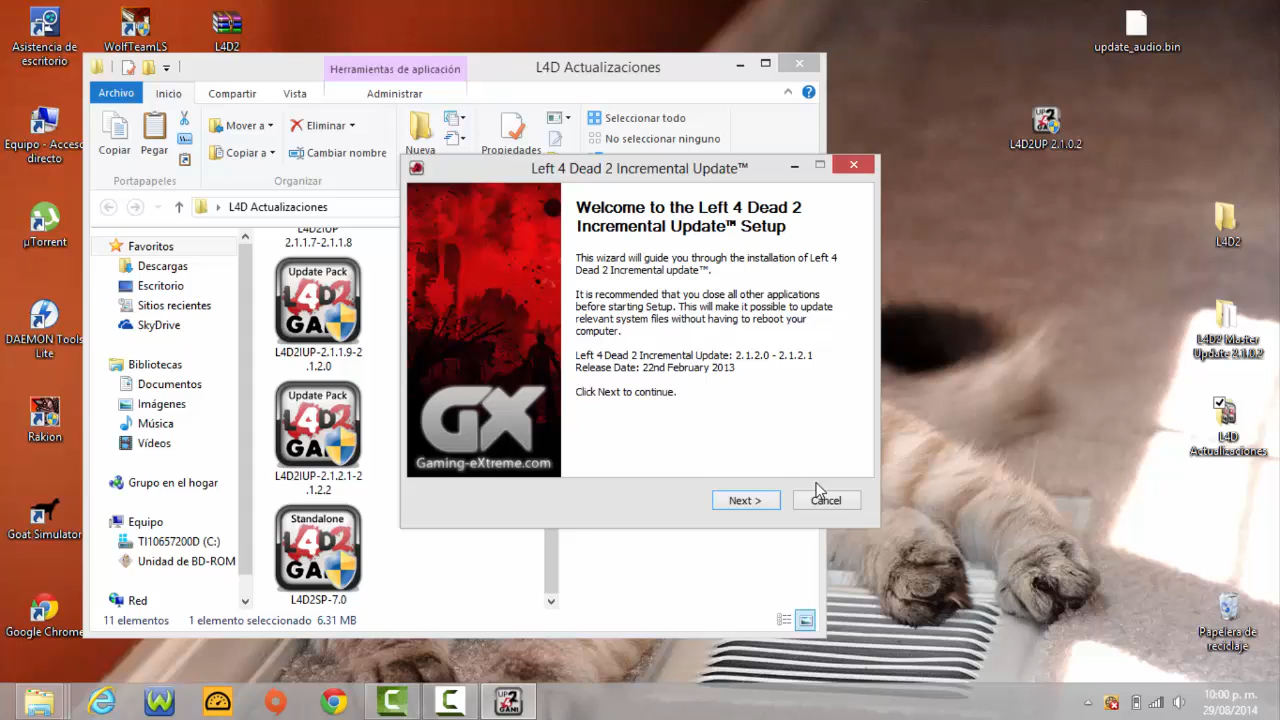 Asistencia de
escritorio
WolfTeamLS
L4D2
update_audio.bin
Herramientas de aplicación
L4D Actualizaciones
Archivo
Inicio
Compartir
Vista
Administrar
Equipo - Acceso
directo
Copiar
Pegar
Mover a
Copiar a
Eliminar
Cambiar nombre
Nueva
Propiedades
Seleccionar todo
No seleccionar ninguno
Portapapeles
Organizar
L4D2UP 2.1.0.2
L4D Actualizaciones
µTorrent
DAEMON Tools
Lite
Rakion
Goat Simulator
Google Chrome
Favoritos
Descargas
Escritorio
Sitios recientes
SkyDrive
Bibliotecas
Documentos
Imágenes
Música
Vídeos
Grupo en el hogar
Equipo
TI10657200D (C:)
Unidad de BD-ROM
Red
L4D2IUP
2.1.1.7-2.1.1.8
Update Pack
L4D2
L4D2IUP-2.1.1.9-2
.1.2.0
Update Pack
L4D2
L4D2IUP-2.1.2.1-2
.1.2.2
Standalone
L4D2
L4D2SP-7.0
11 elementos
1 elemento seleccionado 6.31 MB
Left 4 Dead 2 Incremental Update™
Welcome to the Left 4 Dead 2
Incremental Update™ Setup
This wizard will guide you through the installation of Left 4
Dead 2 Incremental update™.
It is recommended that you close all other applications
before starting Setup. This will make it possible to update
relevant system files without having to reboot your
computer.
Left 4 Dead 2 Incremental Update: 2.1.2.0 - 2.1.2.1
Release Date: 22nd February 2013
Click Next to continue.
GX
Gaming-eXtreme.com
Next >
Cancel
L4D2
L4D2 Master
Update 2.1.0.2
L4D
Actualizaciones
Papelera de
reciclaje
10:00 p. m.
29/08/2014